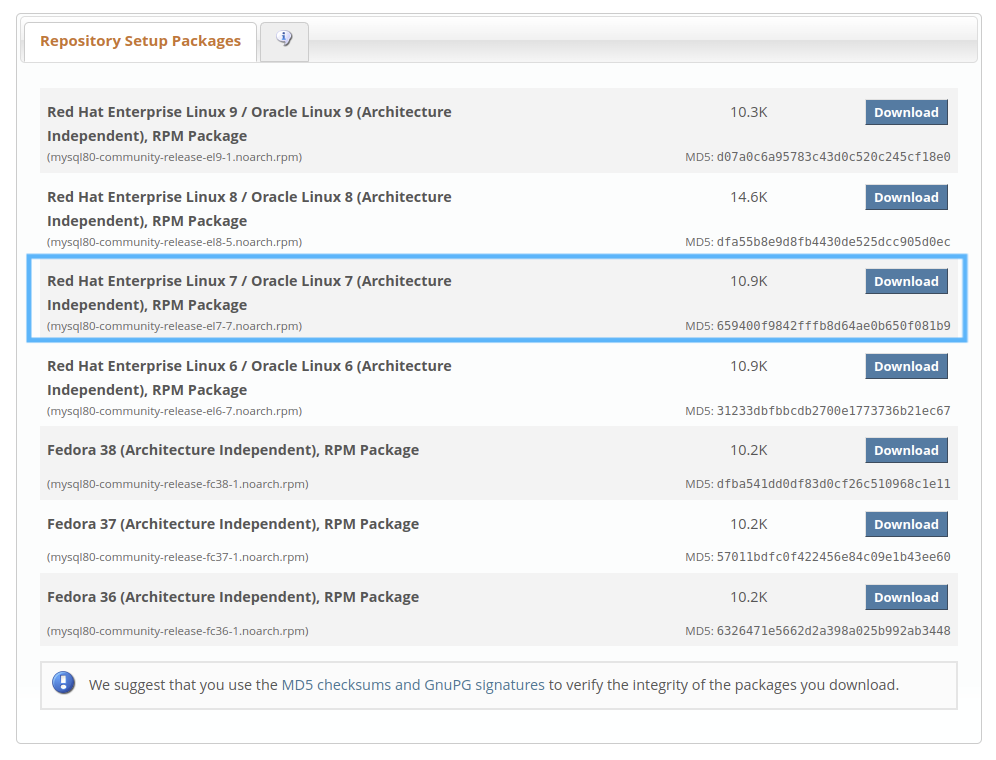 Repository Setup Packages
Red Hat Enterprise Linux 9 / Oracle Linux 9 (Architecture 10.3K Download
Independent), RPM Package
(mysql80-community-release-el9-1.noarch.rpm) MD5: d07a0c6a95783c43d0c520c245cf18e0
Red Hat Enterprise Linux 8 / Oracle Linux 8 (Architecture 14.6K Download
Independent), RPM Package
(mysql80-community-release-el8-5.noarch.rpm) MD5: dfa55b8e9d8fb4430de525dcc905d0ec
Red Hat Enterprise Linux 7 / Oracle Linux 7 (Architecture 10.9K Download
Independent), RPM Package
(mysql80-community-release-el7-7.noarch.rpm) MD5: 659400f9842fffb8d64ae0b650f081b9
Red Hat Enterprise Linux 6 / Oracle Linux 6 (Architecture 10.9K Download
Independent), RPM Package
(mysql80-community-release-el6-7.noarch.rpm) MD5: 31233dbfbbcdb2700e1773736b21ec67
Fedora 38 (Architecture Independent), RPM Package 10.2K Download
(mysql80-community-release-fc38-1.noarch.rpm) MD5: dfba541dd0df83d0cf26c510968c1e11
Fedora 37 (Architecture Independent), RPM Package 10.2K Download
(mysql80-community-release-fc37-1.noarch.rpm) MD5: 57011bdfc0f422456e84c09e1b43ee60
Fedora 36 (Architecture Independent), RPM Package 10.2K Download
(mysql80-community-release-fc36-1.noarch.rpm) MD5: 6326471e5662d2a398a025b992ab3448
We suggest that you use the MD5 checksums and GnuPG signatures to verify the integrity of the packages you download.